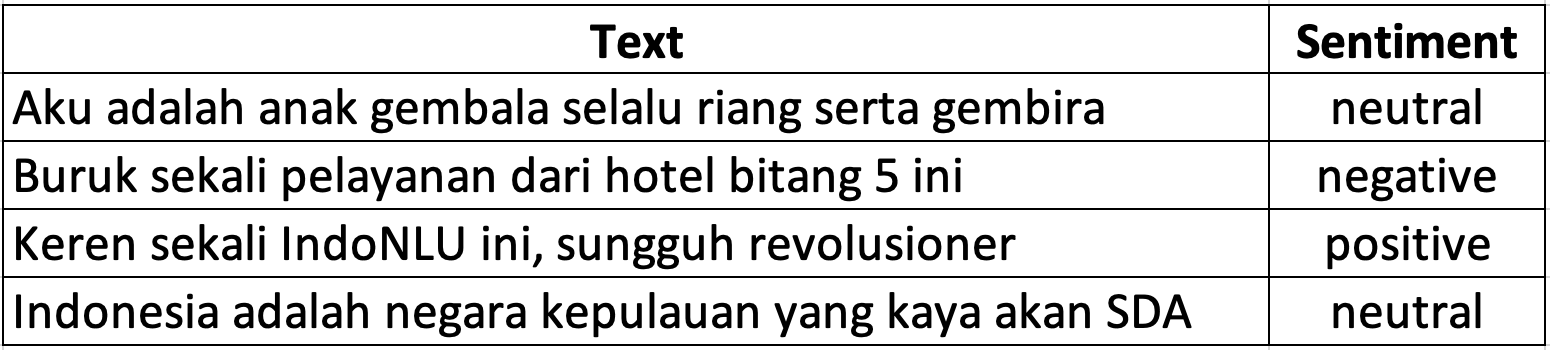 Text Sentiment
Aku adalah anak gembala selalu riang serta gembira neutral
Buruk sekali pelayanan dari hotel bitang 5 ini negative
Keren sekali IndoNLU ini, sungguh revolusioner positive
Indonesia adalah negara kepulauan yang kaya akan SDA neutral